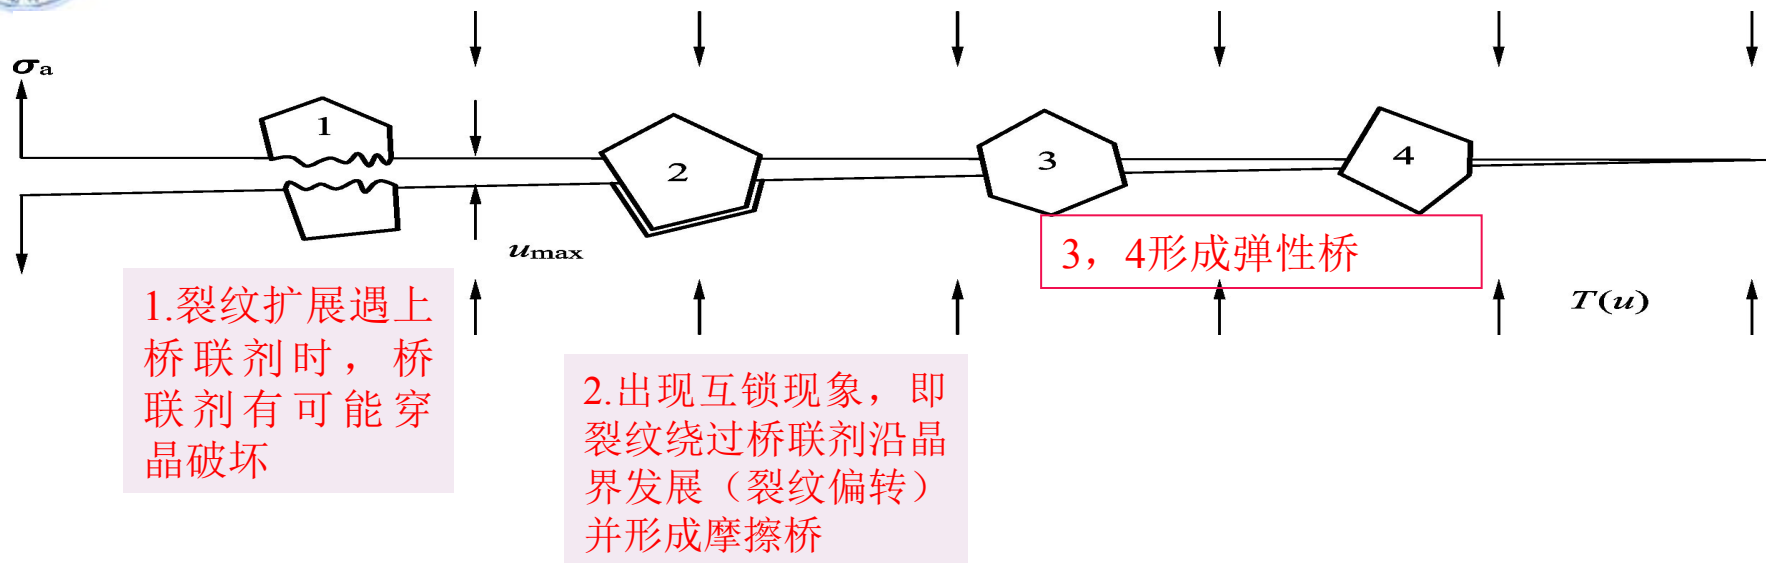 σa
1
2
3
4
umax
3，4形成弹性桥
T(u)
1.裂纹扩展遇上
桥联剂时，桥
联剂有可能穿
晶破坏
2.出现互锁现象，即
裂纹绕过桥联剂沿晶
界发展（裂纹偏转）
并形成摩擦桥